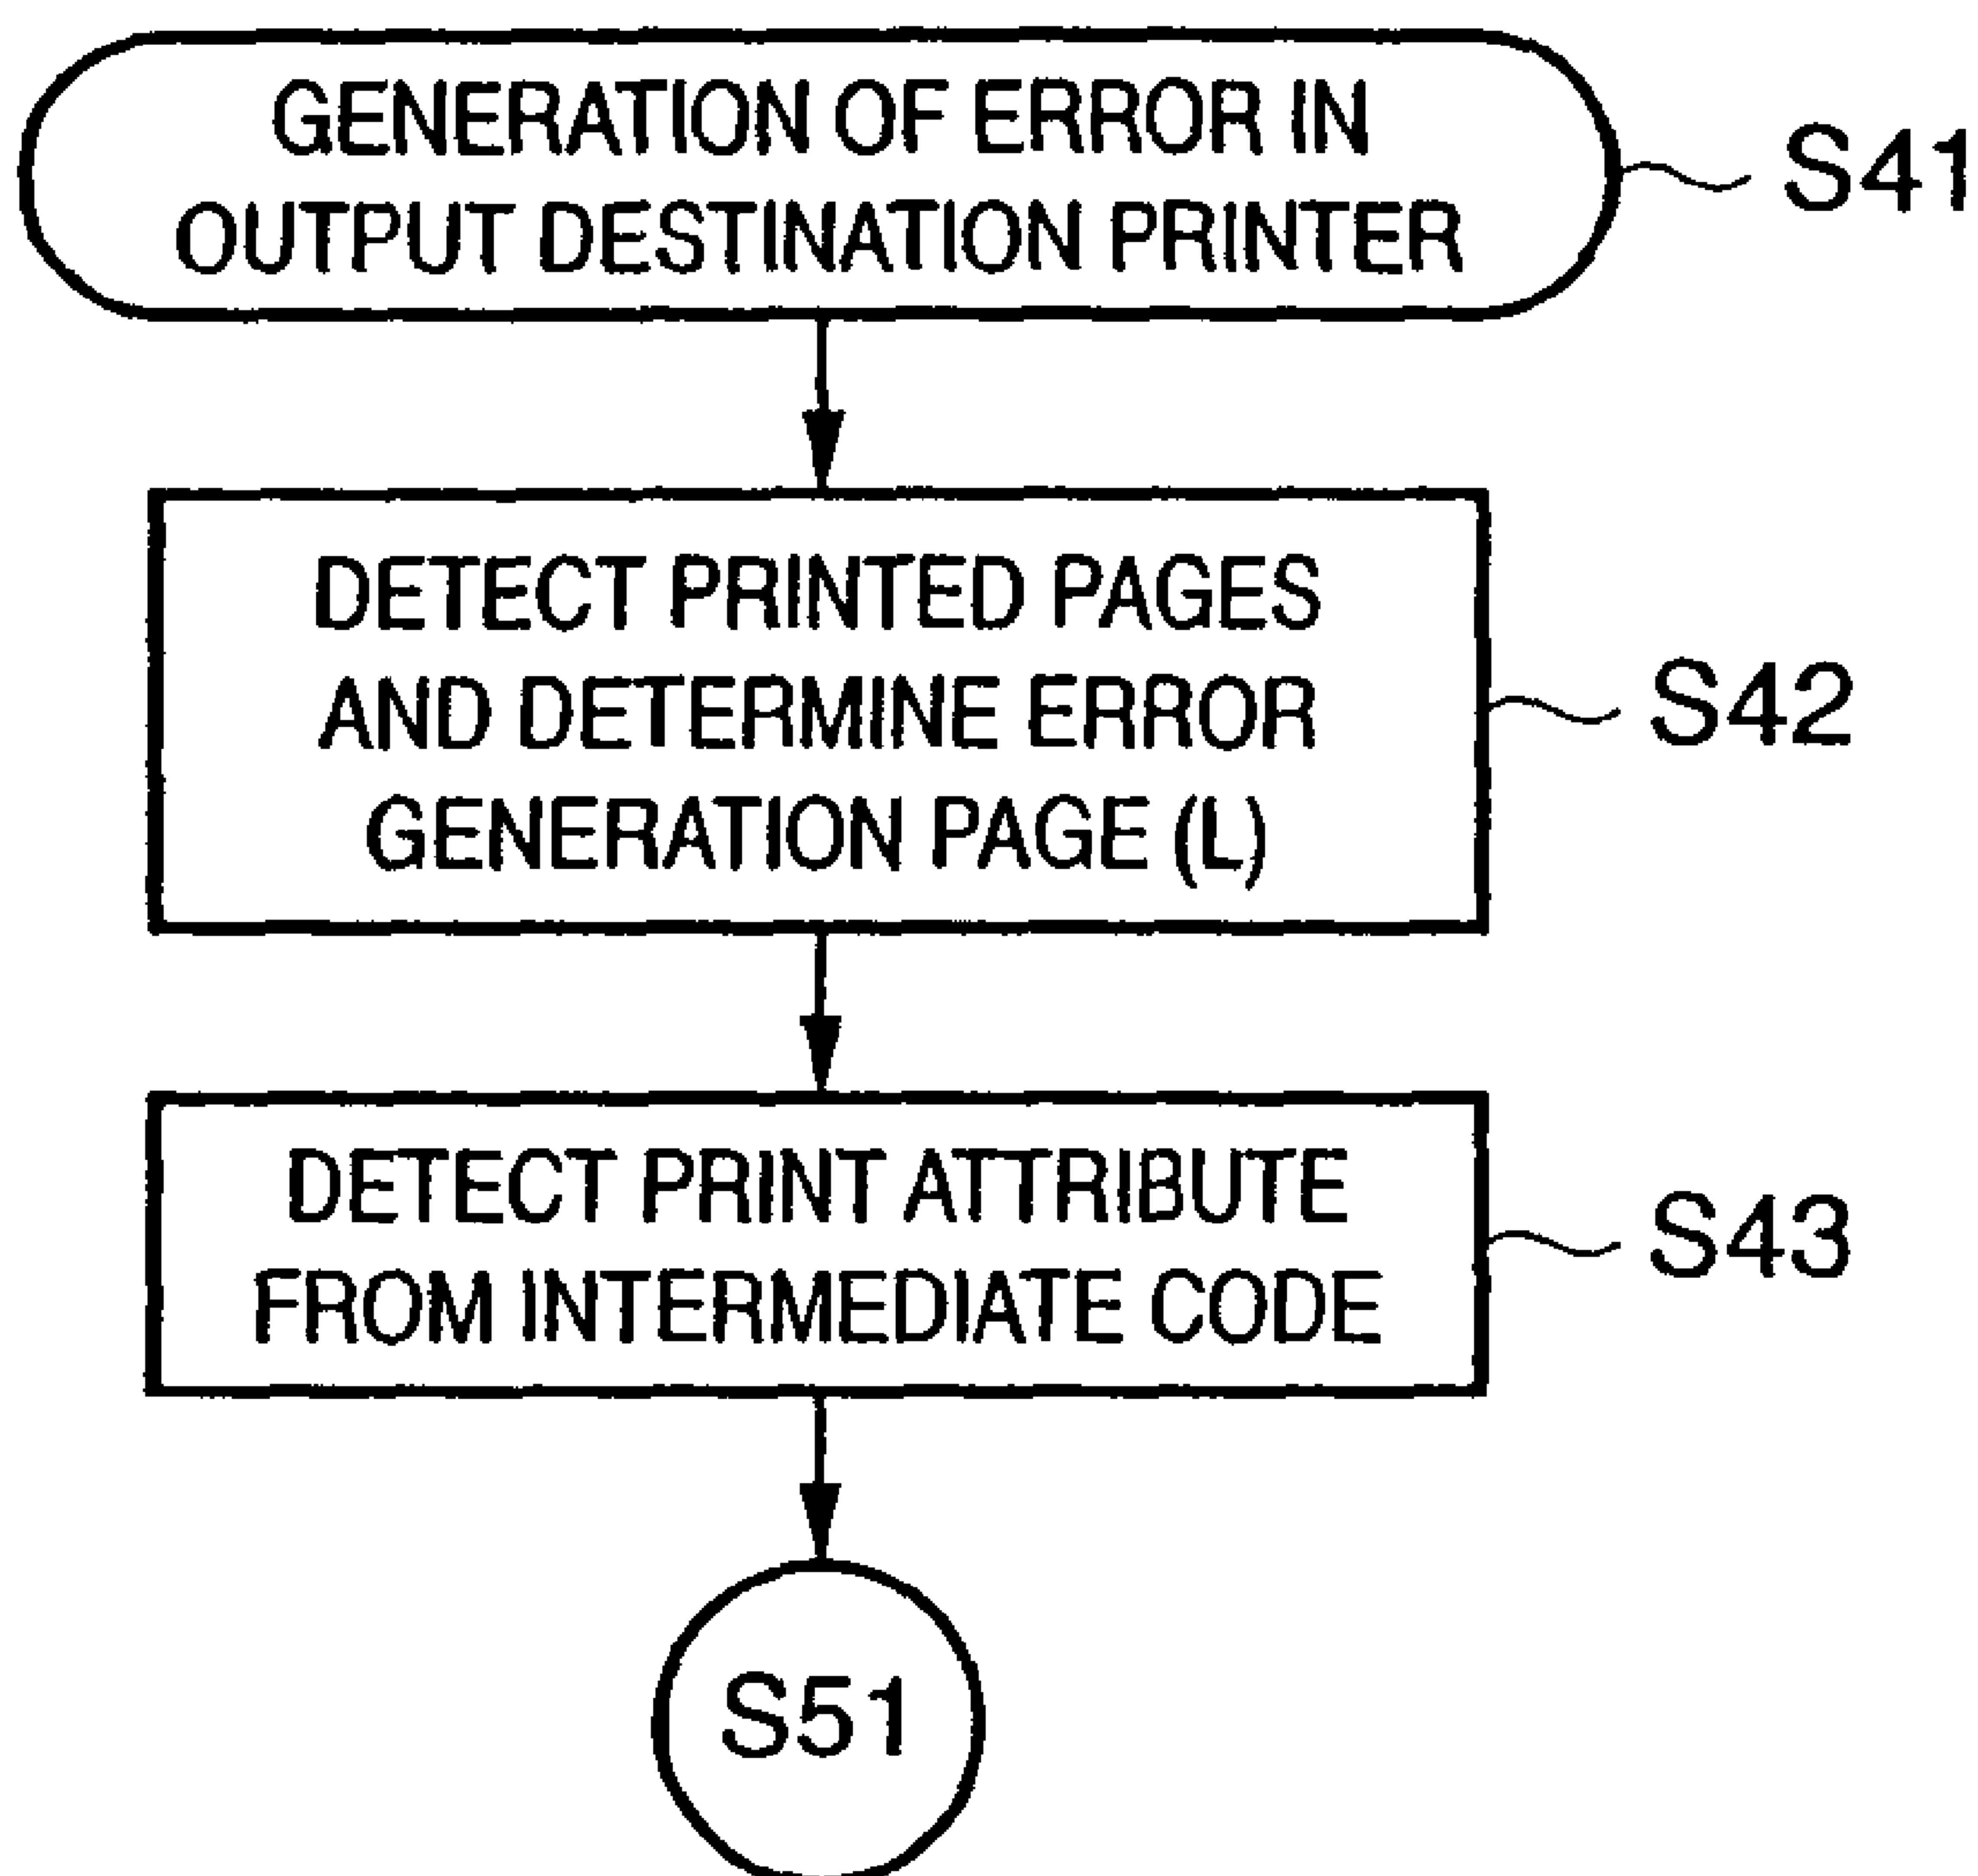 GENERATION OF ERROR IN
OUTPUT DESTINATION PRINTER
S41
DETECT PRINTED PAGES
AND DETERMINE ERROR
GENERATION PAGE (L)
S42
DETECT PRINT ATTRIBUTE
FROM INTERMEDIATE CODE
S43
S51